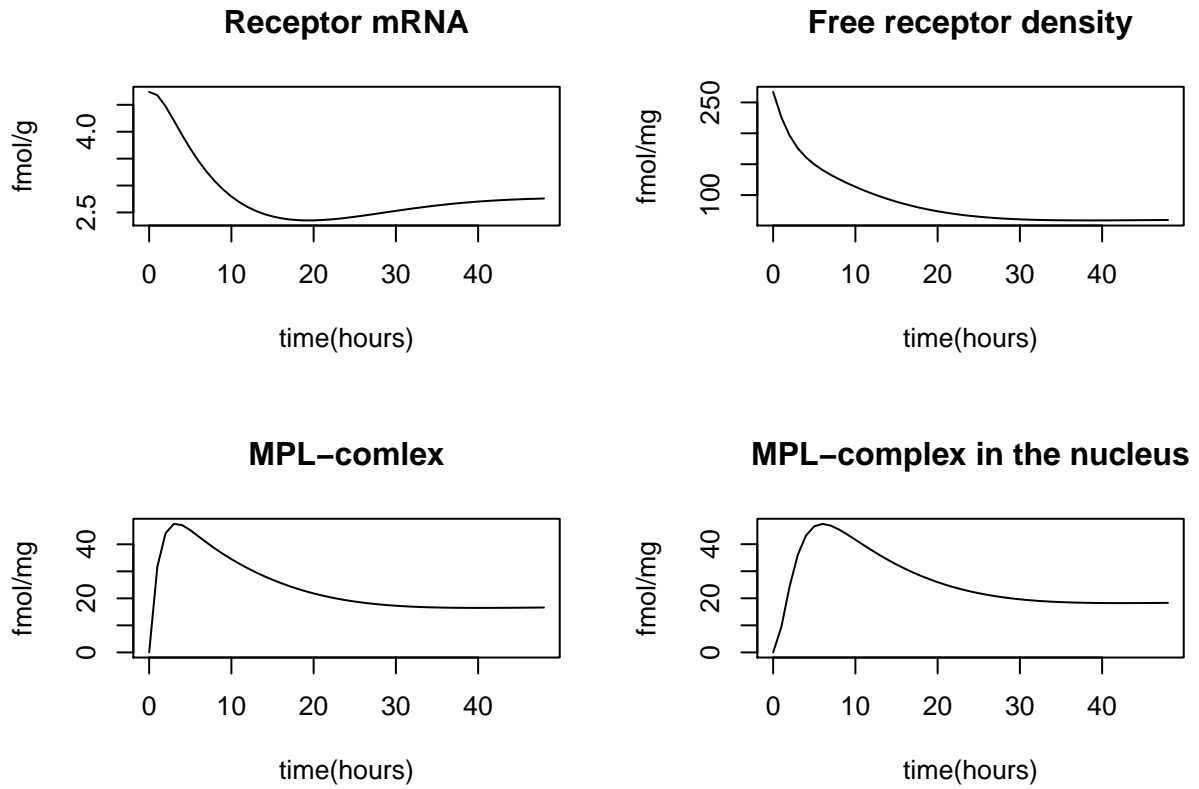 Receptor mRNA
fmol/g
2.5 4.0
0 10 20 30 40
time(hours)
Free receptor density
fmol/mg
100 250
0 10 20 30 40
time(hours)
MPL−comlex
fmol/mg
0 20 40
0 10 20 30 40
time(hours)
MPL−complex in the nucleus
fmol/mg
0 20 40
0 10 20 30 40
time(hours)